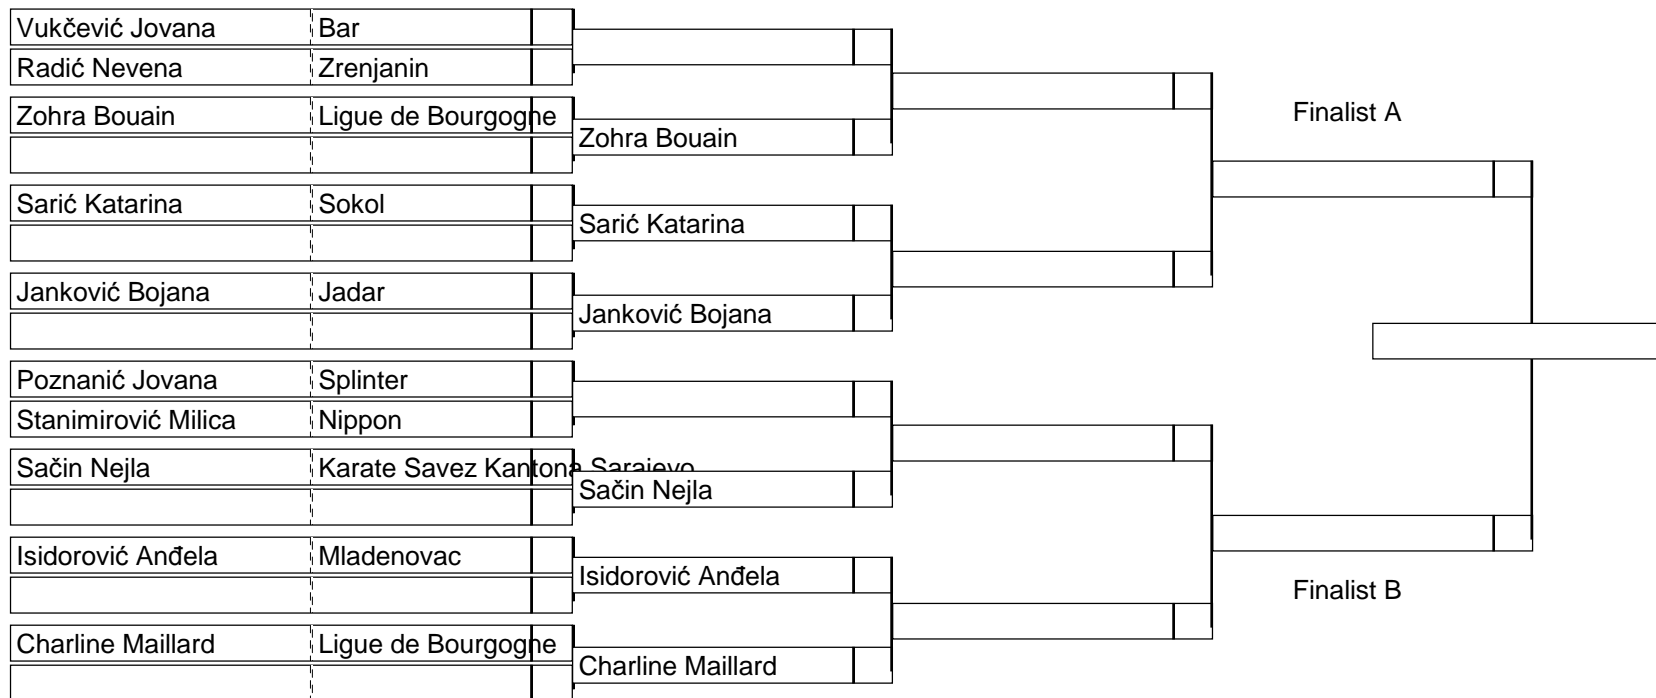 Vukčević Jovana Bar
Radić Nevena Zrenjanin
Finalist A
Zohra Bouain Ligue de Bourgogne
Zohra Bouain
Sarić Katarina Sokol
Sarić Katarina
Janković Bojana Jadar
Janković Bojana
Poznanić Jovana Splinter
Stanimirović Milica Nippon
Sačin Nejla Karate Savez Kantona Sarajevo
Sačin Nejla
Isidorović Anđela Mladenovac
Isidorović Anđela
Finalist B
Charline Maillard Ligue de Bourgogne
Charline Maillard